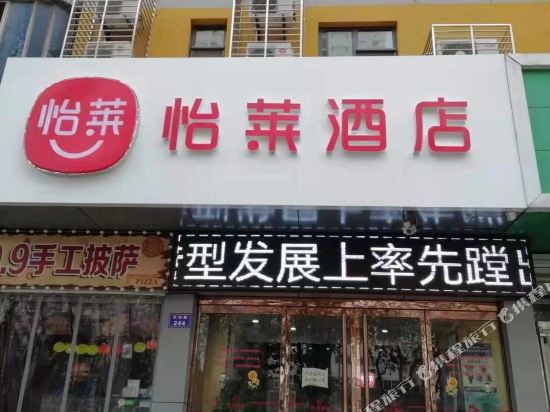 怡莱
怡莱酒店
.9手工披萨
PIZZA
型发展上率先蹚出
244
携程旅行